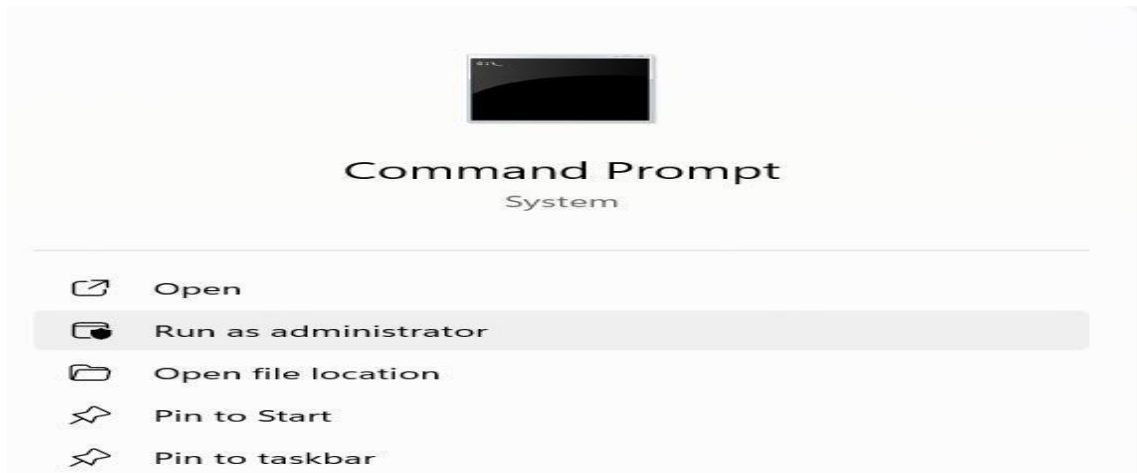 Command Prompt
System
Open
Run as administrator
Open file location
Pin to Start
Pin to taskbar